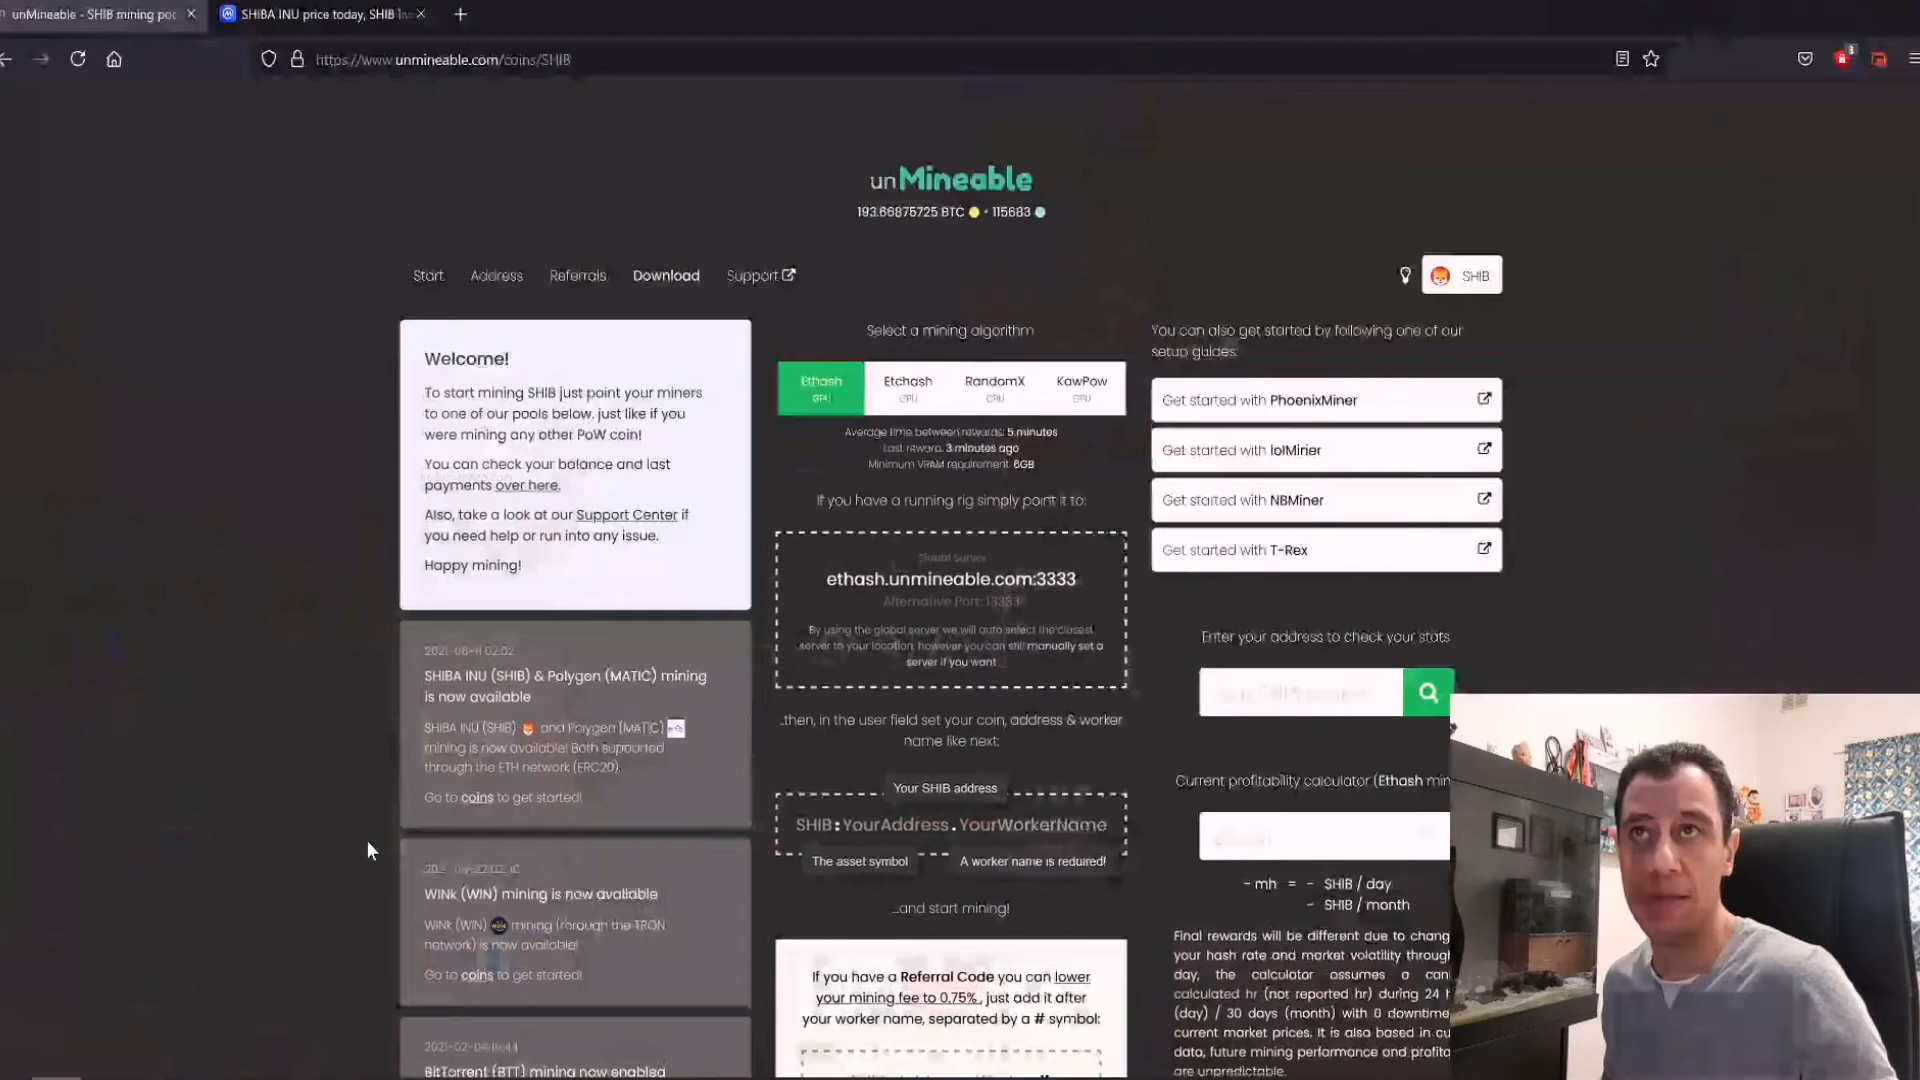 unMineable - SHIB mining poo
SHIBA INU price today, SHIB
https://www.unmineable.com/coins/SHIB
3
unMineable
193.66875725 BTC • 115683
Start
Address
Referrals
Download
Support
SHIB
Welcome!
To start mining SHIB just point your miners
to one of our pools below, just like if you
were mining any other PoW coin!
You can check your balance and last
payments over here.
Also, take a look at our Support Center if
you need help or run into any issue.
Happy mining!
SHIBA INU (SHIB) & Polygon (MATIC) mining
is now available
SHIBA INU (SHIB) and Polygon (MATIC)
mining is now available! Both supported
through the ETH network (ERC20).
Go to coins to get started!
WINk (WIN) mining is now available
WINk (WIN) mining (through the TRON
network) is now available!
Go to coins to get started!
BitTorrent (BTT) mining now enabled
Select a mining algorithm
Ethash
GPU
Etchash
GPU
RandomX
CPU
KawPow
GPU
Average time between rewards: 5 minutes
Last reward: 3 minutes ago
Minimum VRAM requirement: 6GB
If you have a running rig simply point it to:
Global Server
ethash.unmineable.com:3333
Alternative Port: 13333
By using the global server we will auto select the closest
server to your location, however you can still manually set a
server if you want
..then, in the user field set your coin, address & worker
name like next:
Your SHIB address
SHIB:YourAddress.YourWorkerName
The asset symbol
A worker name is required!
...and start mining!
If you have a Referral Code you can lower
your mining fee to 0.75%, just add it after
your worker name, separated by a # symbol:
You can also get started by following one of our
setup guides:
Get started with PhoenixMiner
Get started with lolMiner
Get started with NBMiner
Get started with T-Rex
Enter your address to check your stats
Current profitability calculator (Ethash min
- mh = - SHIB / day
- SHIB / month
Final rewards will be different due to chang
your hash rate and market volatility throug
day, the calculator assumes a con
calculated hr (not reported hr) during 24 h
(day) / 30 days (month) with 0 downtime
current market prices. It is also based in cu
data, future mining performance and profita
are unpredictable.